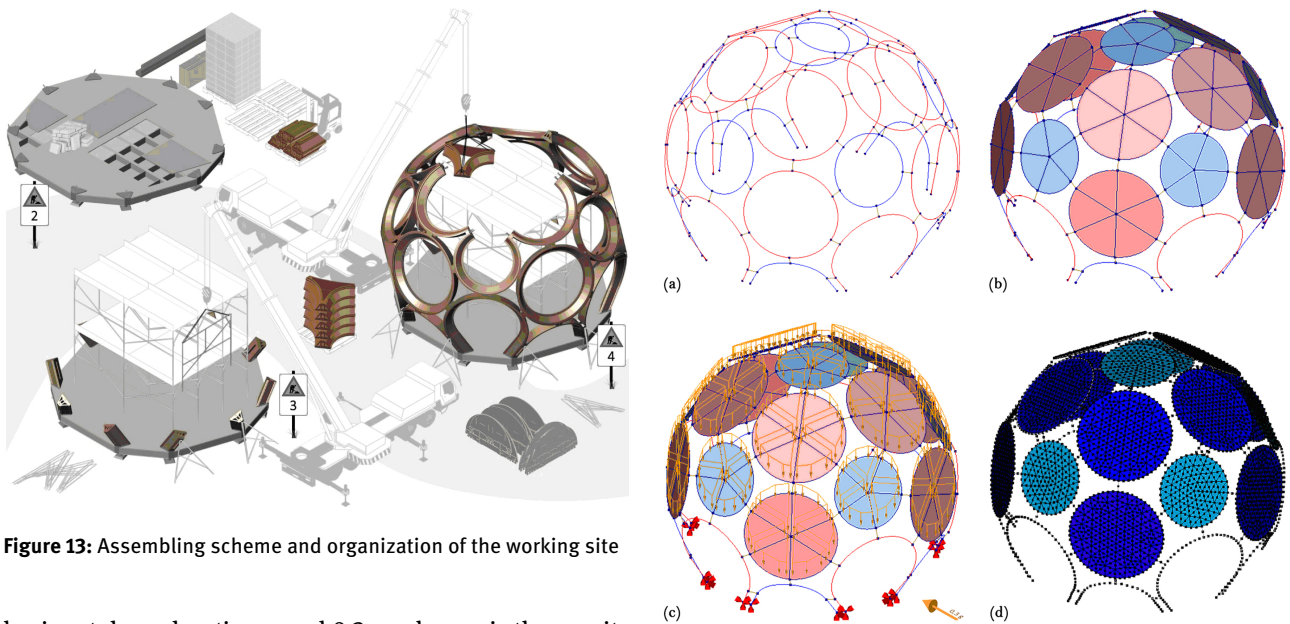 2
3
4
Figure 13: Assembling scheme and organization of the working site
(a)
(b)
(c)
(d)